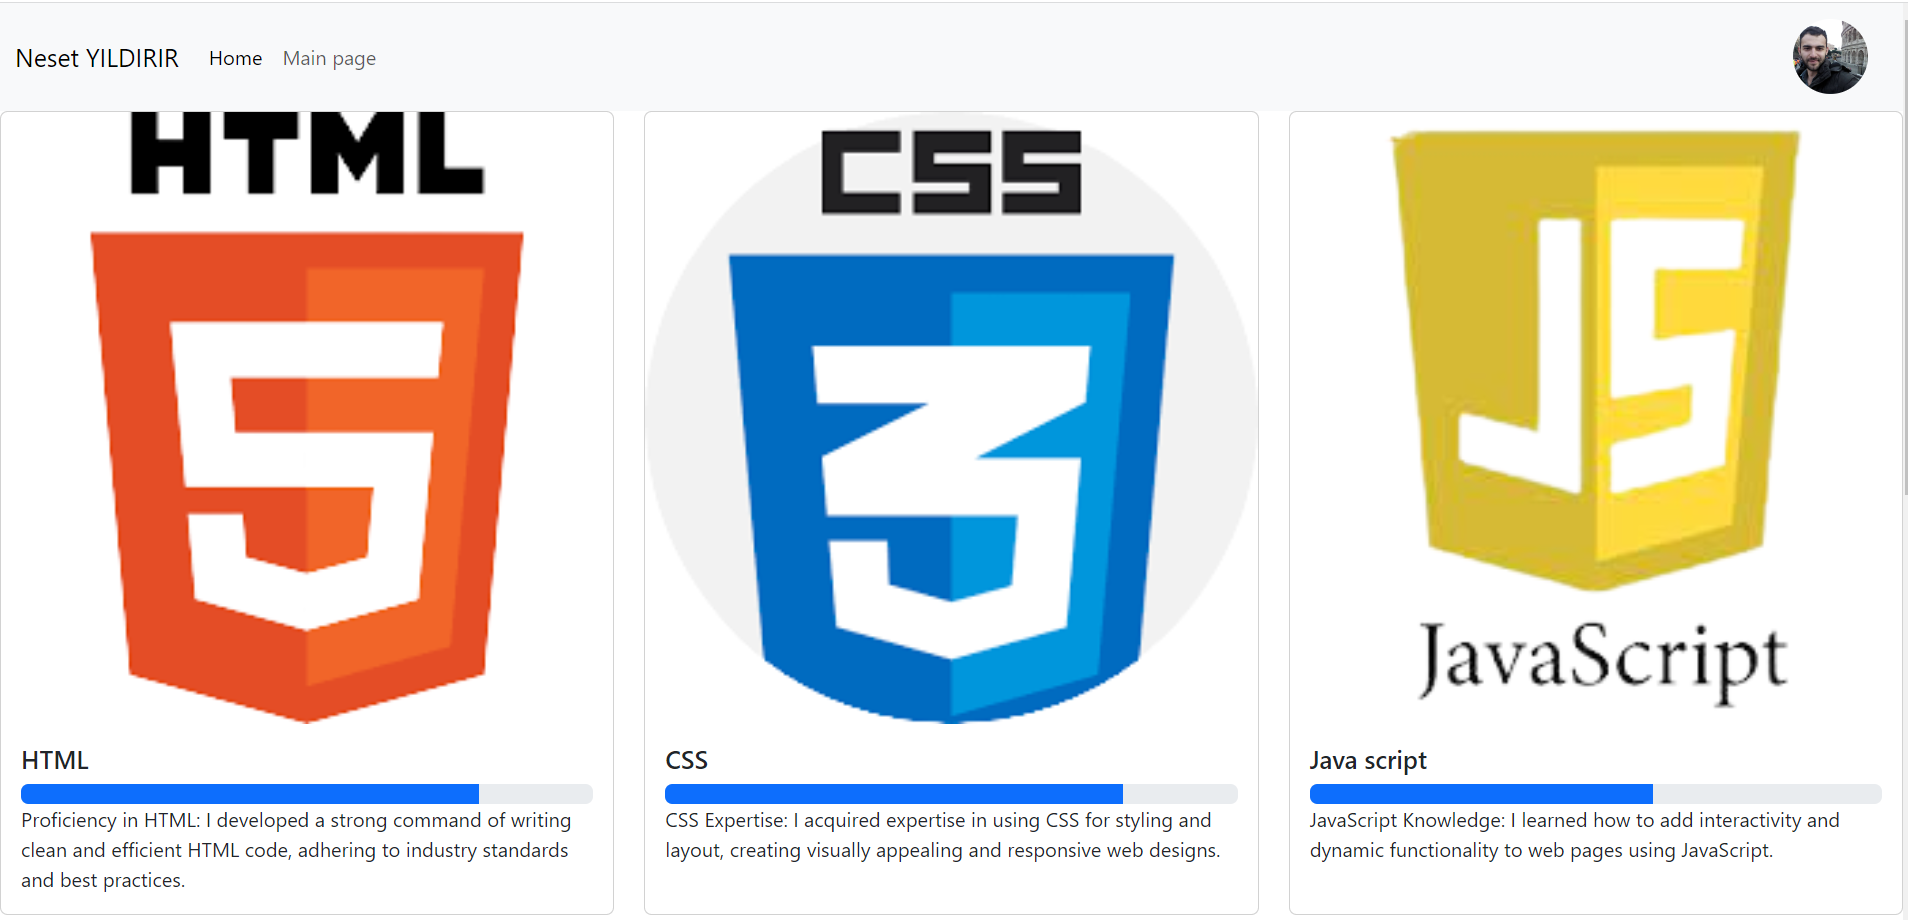 Neset YILDIRIR Home Main page
HTML
5
CSS
3
JS
JavaScript
HTML
Proficiency in HTML: I developed a strong command of writing
clean and efficient HTML code, adhering to industry standards
and best practices.
CSS
CSS Expertise: I acquired expertise in using CSS for styling and
layout, creating visually appealing and responsive web designs.
Java script
JavaScript Knowledge: I learned how to add interactivity and
dynamic functionality to web pages using JavaScript.